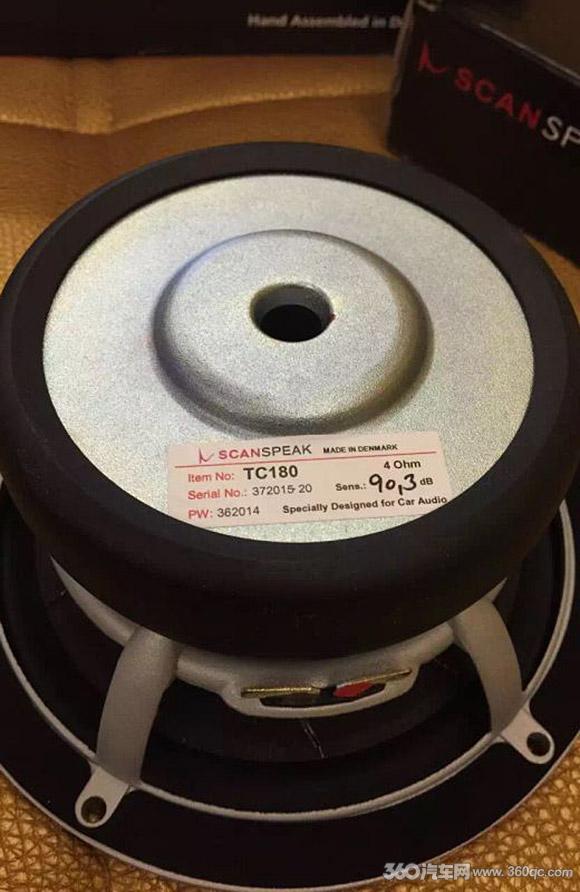 Hand Assembled in D
SCANSP
SCANSPEAK MADE IN DENMARK
Item No: TC180 4 Ohm
Serial No.: 372015-20 Sens.: 90,3 dB
PW: 362014 Specially Designed for Car Audio
360汽车网 www.360qc.com